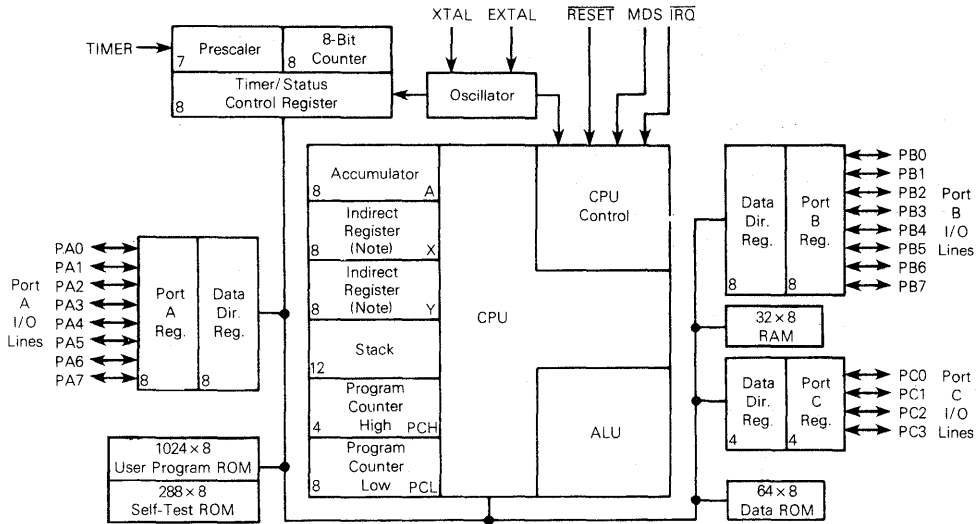 XTAL EXTAL RESET MDS IRQ
TIMER
Prescaler
7
8-Bit
Counter
8
Timer/Status
Control Register
8
Oscillator
Accumulator
8 A
Indirect
Register
(Note)
8 X
Indirect
Register
(Note)
8 Y
Stack
12
Program
Counter
High
4 PCH
Program
Counter
Low
8 PCL
CPU
CPU
Control
ALU
Port
A
I/O
Lines
PA0
PA1
PA2
PA3
PA4
PA5
PA6
PA7
Port
A
Reg.
8
Data
Dir.
Reg.
8
1024×8
User Program ROM
288×8
Self-Test ROM
Data
Dir.
Reg.
8
Port
B
Reg.
8
PB0
PB1
PB2
PB3
PB4
PB5
PB6
PB7
Port
B
I/O
Lines
32×8
RAM
Data
Dir.
Reg.
4
Port
C
Reg.
4
PC0
PC1
PC2
PC3
Port
C
I/O
Lines
64×8
Data ROM